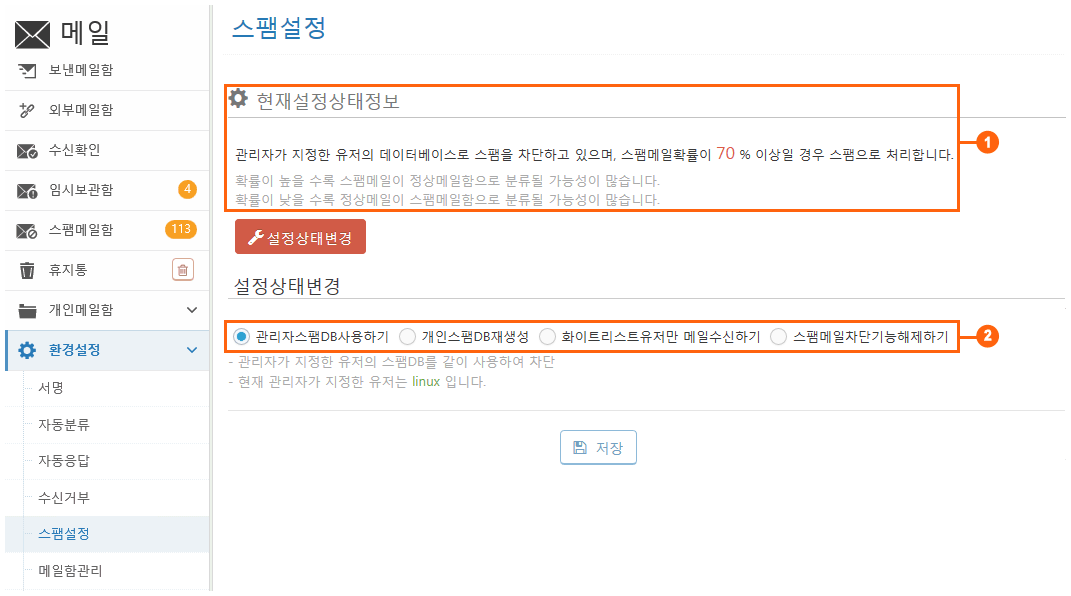 메일
보낸메일함
외부메일함
수신확인
임시보관함 4
스팸메일함 113
휴지통
개인메일함
환경설정
서명
자동분류
자동응답
수신거부
스팸설정
메일함관리
스팸설정
현재설정상태정보
1
관리자가 지정한 유저의 데이터베이스로 스팸을 차단하고 있으며, 스팸메일확률이 70 % 이상일 경우 스팸으로 처리합니다.
확률이 높을 수록 스팸메일이 정상메일함으로 분류될 가능성이 많습니다.
확률이 낮을 수록 정상메일이 스팸메일함으로 분류될 가능성이 많습니다.
설정상태변경
설정상태변경
관리자스팸DB사용하기 개인스팸DB재생성 화이트리스트유저만 메일수신하기 스팸메일차단기능해제하기 2
- 관리자가 지정한 유저의 스팸DB를 같이 사용하여 차단
- 현재 관리자가 지정한 유저는 linux 입니다.
저장